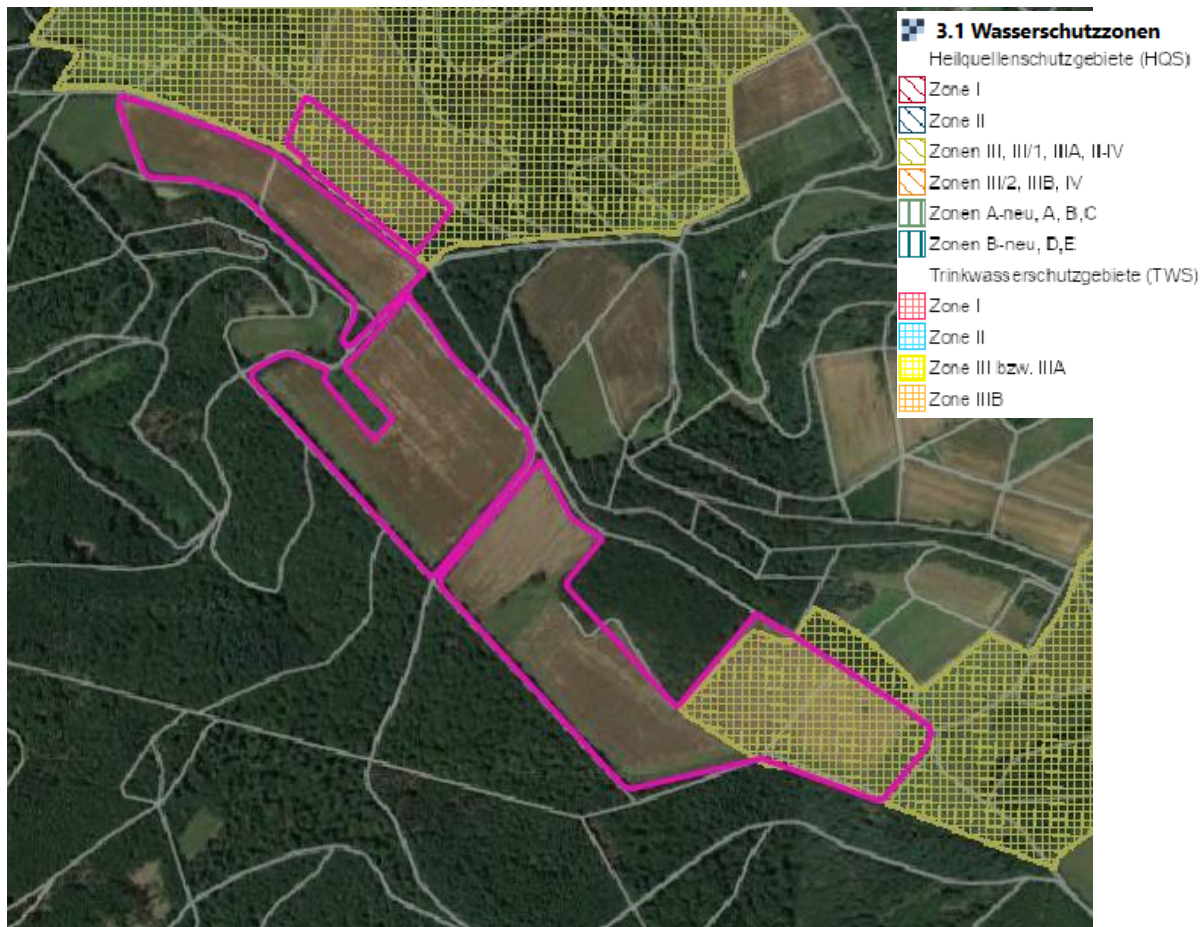 3.1 Wasserschutzzonen
Heilquellenschutzgebiete (HQS)
Zone I
Zone II
Zonen III, III/1, IIIA, II-IV
Zonen III/2, IIIB, IV
Zonen A-neu, A, B,C
Zonen B-neu, D,E
Trinkwasserschutzgebiete (TWS)
Zone I
Zone II
Zone III bzw. IIIA
Zone IIIB